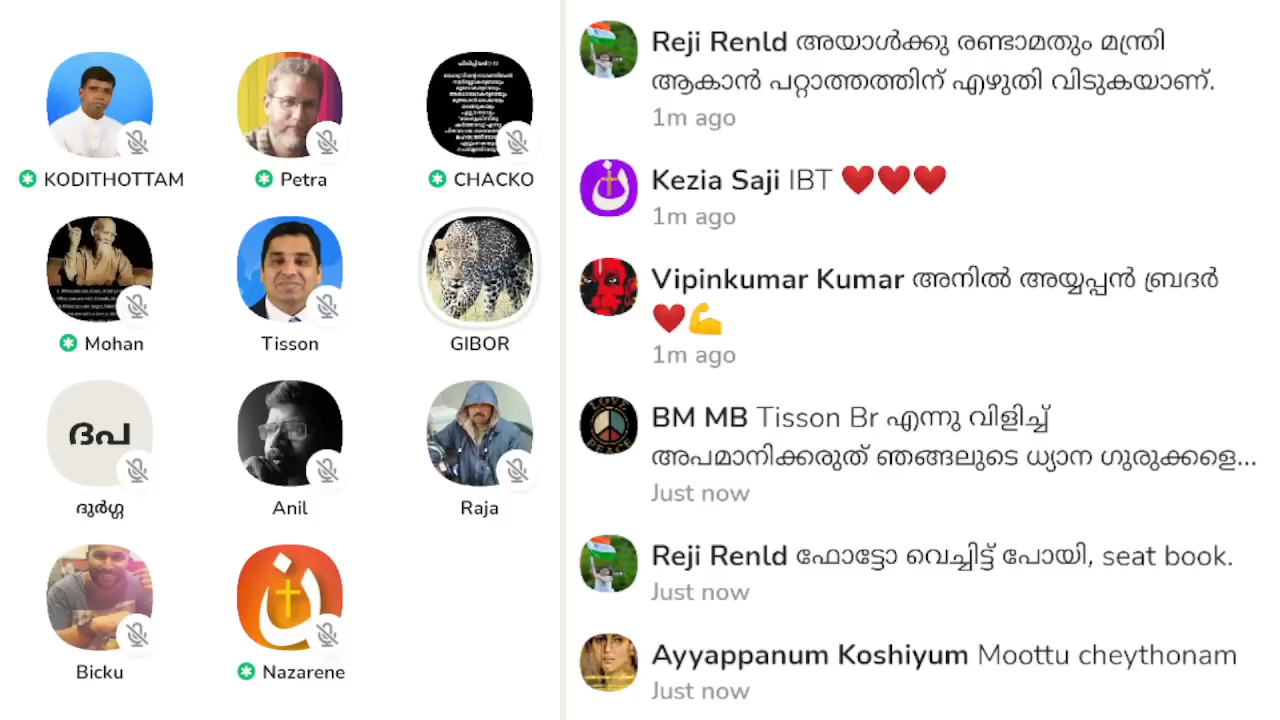 KODITHOTTAM
Petra
CHACKO
Mohan
Tisson
GIBOR
ദപ
ദുർഗ്ഗ
Anil
Raja
Bicku
Nazarene
Reji Renld അയാൾക്കു രണ്ടാമതും മന്ത്രി
ആകാൻ പറ്റാത്തത്തിന് എഴുതി വിടുകയാണ്.
1m ago
Kezia Saji IBT ❤️❤️❤️
1m ago
Vipinkumar Kumar അനിൽ അയ്യപ്പൻ ബ്രദർ
❤️💪
1m ago
LOVE
PEACE
BM MB Tisson Br എന്നു വിളിച്ച്
അപമാനിക്കരുത് ഞങ്ങലുടെ ധ്യാന ഗുരുക്കളെ...
Just now
Reji Renld ഫോട്ടോ വെച്ചിട്ട് പോയി, seat book.
Just now
Ayyappanum Koshiyum Moottu cheythonam
Just now